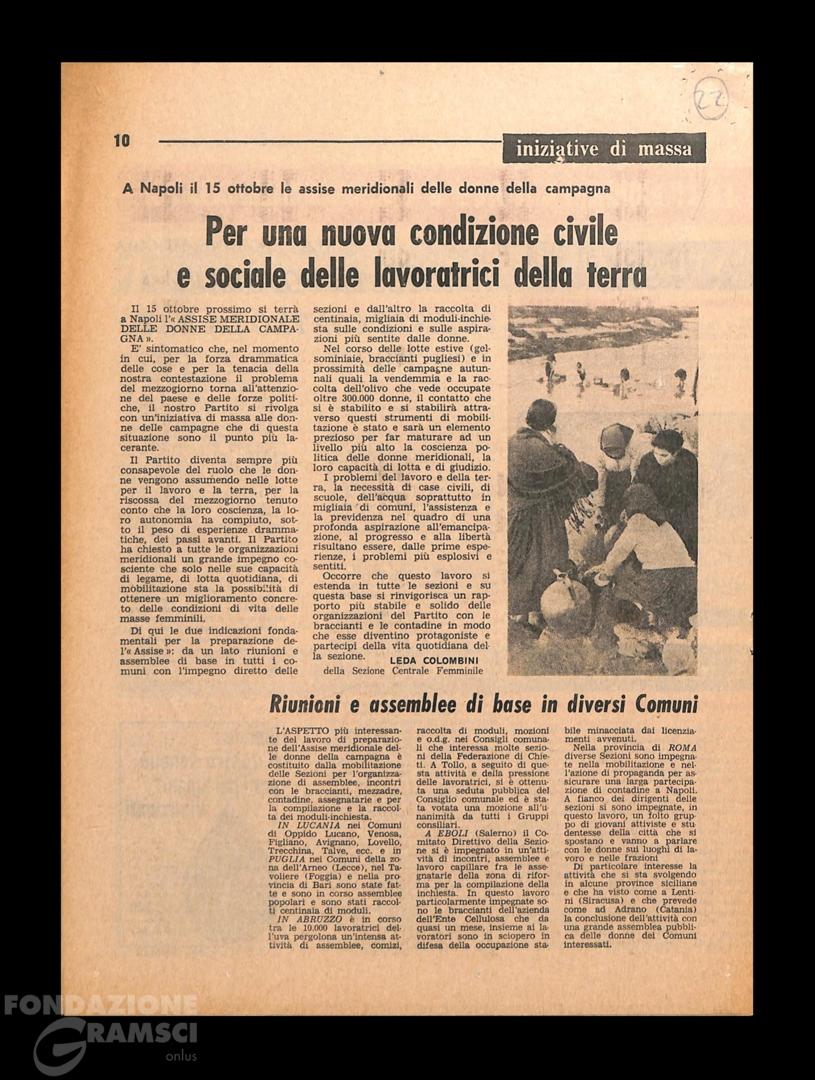 22
10
iniziative di massa
A Napoli il 15 ottobre le assise meridionali delle donne della campagna
Per una nuova condizione civile
e sociale delle lavoratrici della terra
Il 15 ottobre prossimo si terrà
a Napoli l'« ASSISE MERIDIONALE
DELLE DONNE DELLA CAMPA-
GNA ».
E' sintomatico che, nel momento
in cui, per la forza drammatica
delle cose e per la tenacia della
nostra contestazione il problema
del mezzogiorno torna all'attenzio-
ne del paese e delle forze politi-
che, il nostro Partito si rivolga
con un'iniziativa di massa alle don-
ne delle campagne che di questa
situazione sono il punto più la-
cerante.
Il Partito diventa sempre più
consapevole del ruolo che le don-
ne vengono assumendo nelle lotte
per il lavoro e la terra, per la
riscossa del mezzogiorno tenuto
conto che la loro coscienza, la lo-
ro autonomia ha compiuto, sot-
to il peso di esperienze dramma-
tiche, dei passi avanti. Il Partito
ha chiesto a tutte le organizzazioni
meridionali un grande impegno co-
sciente che solo nelle sue capacità
di legame, di lotta quotidiana, di
mobilitazione sta la possibilità di
ottenere un miglioramento concre-
to delle condizioni di vita delle
masse femminili.
Di qui le due indicazioni fonda-
mentali per la preparazione de-
l'« Assise »: da un lato riunioni e
assemblee di base in tutti i co-
muni con l'impegno diretto delle
sezioni e dall'altro la raccolta di
centinaia, migliaia di moduli-inchie-
sta sulle condizioni e sulle aspira-
zioni più sentite dalle donne.
Nel corso delle lotte estive (gel-
sominiaie, braccianti pugliesi) e in
prossimità delle campagne autun-
nali quali la vendemmia e la rac-
colta dell'olivo che vede occupate
oltre 300.000 donne, il contatto che
si è stabilito e si stabilirà attra-
verso questi strumenti di mobili-
tazione è stato e sarà un elemento
prezioso per far maturare ad un
livello più alto la coscienza po-
litica delle donne meridionali, la
loro capacità di lotta e di giudizio.
I problemi del lavoro e della ter-
ra, la necessità di case civili, di
scuole, dell'acqua soprattutto in
migliaia di comuni, l'assistenza e
la previdenza nel quadro di una
profonda aspirazione all'emancipa-
zione, al progresso e alla libertà
risultano essere, dalle prime espe-
rienze, i problemi più esplosivi e
sentiti.
Occorre che questo lavoro si
estenda in tutte le sezioni e su
questa base si rinvigorisca un rap-
porto più stabile e solido delle
organizzazioni del Partito con le
braccianti e le contadine in modo
che esse diventino protagoniste e
partecipi della vita quotidiana del-
la sezione.
LEDA COLOMBINI
della Sezione Centrale Femminile
Riunioni e assemblee di base in diversi Comuni
L'ASPETTO più interessan-
te del lavoro di preparazio-
ne dell'Assise meridionale del-
le donne della campagna è
costituito dalla mobilitazione
delle Sezioni per l'organizza-
zione di assemblee, incontri
con le braccianti, mezzadre,
contadine, assegnatarie e per
la compilazione e la raccol-
ta dei moduli-inchiesta.
IN LUCANIA nei Comuni
di Oppido Lucano, Venosa,
Figliano, Avignano, Lovello,
Trecchina, Talve, ecc. e in
PUGLIA nei Comuni della zo-
na dell'Arneo (Lecce), nel Ta-
voliere (Foggia) e nella pro-
vincia di Bari sono state fat-
te e sono in corso assemblee
popolari e sono stati raccol-
ti centinaia di moduli.
IN ABRUZZO è in corso
tra le 10.000 lavoratrici del-
l'uva pergolona un'intensa at-
tività di assemblee, comizi,
raccolta di moduli, mozioni
e o.d.g. nei Consigli comuna-
li che interessa molte sezio-
ni della Federazione di Chie-
ti. A Tollo, a seguito di que-
sta attività e della pressione
delle lavoratrici, si è ottenu-
ta una seduta pubblica del
Consiglio comunale ed è sta-
ta votata una mozione all'u-
nanimità da tutti i Gruppi
consiliari.
A EBOLI (Salerno) il Co-
mitato Direttivo della Sezio-
ne si è impegnato in un'atti-
vità di incontri, assemblee e
lavoro capillare fra le asse-
gnatarie della zona di rifor-
ma per la compilazione della
inchiesta. In questo lavoro
particolarmente impegnate so-
no le braccianti dell'azienda
dell'Ente Cellulosa che da
quasi un mese, insieme ai la-
voratori sono in sciopero in
difesa della occupazione sta-
bile minacciata dai licenzia-
menti avvenuti.
Nella provincia di ROMA
diverse Sezioni sono impegna-
te nella mobilitazione e nel-
l'azione di propaganda per as-
sicurare una larga partecipa-
zione di contadine a Napoli.
A fianco dei dirigenti delle
sezioni si sono impegnate, in
questo lavoro, un folto grup-
po di giovani attiviste e stu-
dentesse della città che si
spostano e vanno a parlare
con le donne sui luoghi di la-
voro e nelle frazioni
Di particolare interesse la
attività che si sta svolgendo
in alcune province siciliane
e che ha visto come a Lenti-
ni (Siracusa) e che prevede
come ad Adrano (Catania)
la conclusione dell'attività con
una grande assemblea pubbli-
ca delle donne dei Comuni
interessati.
FONDAZIONE
GRAMSCI
onlus